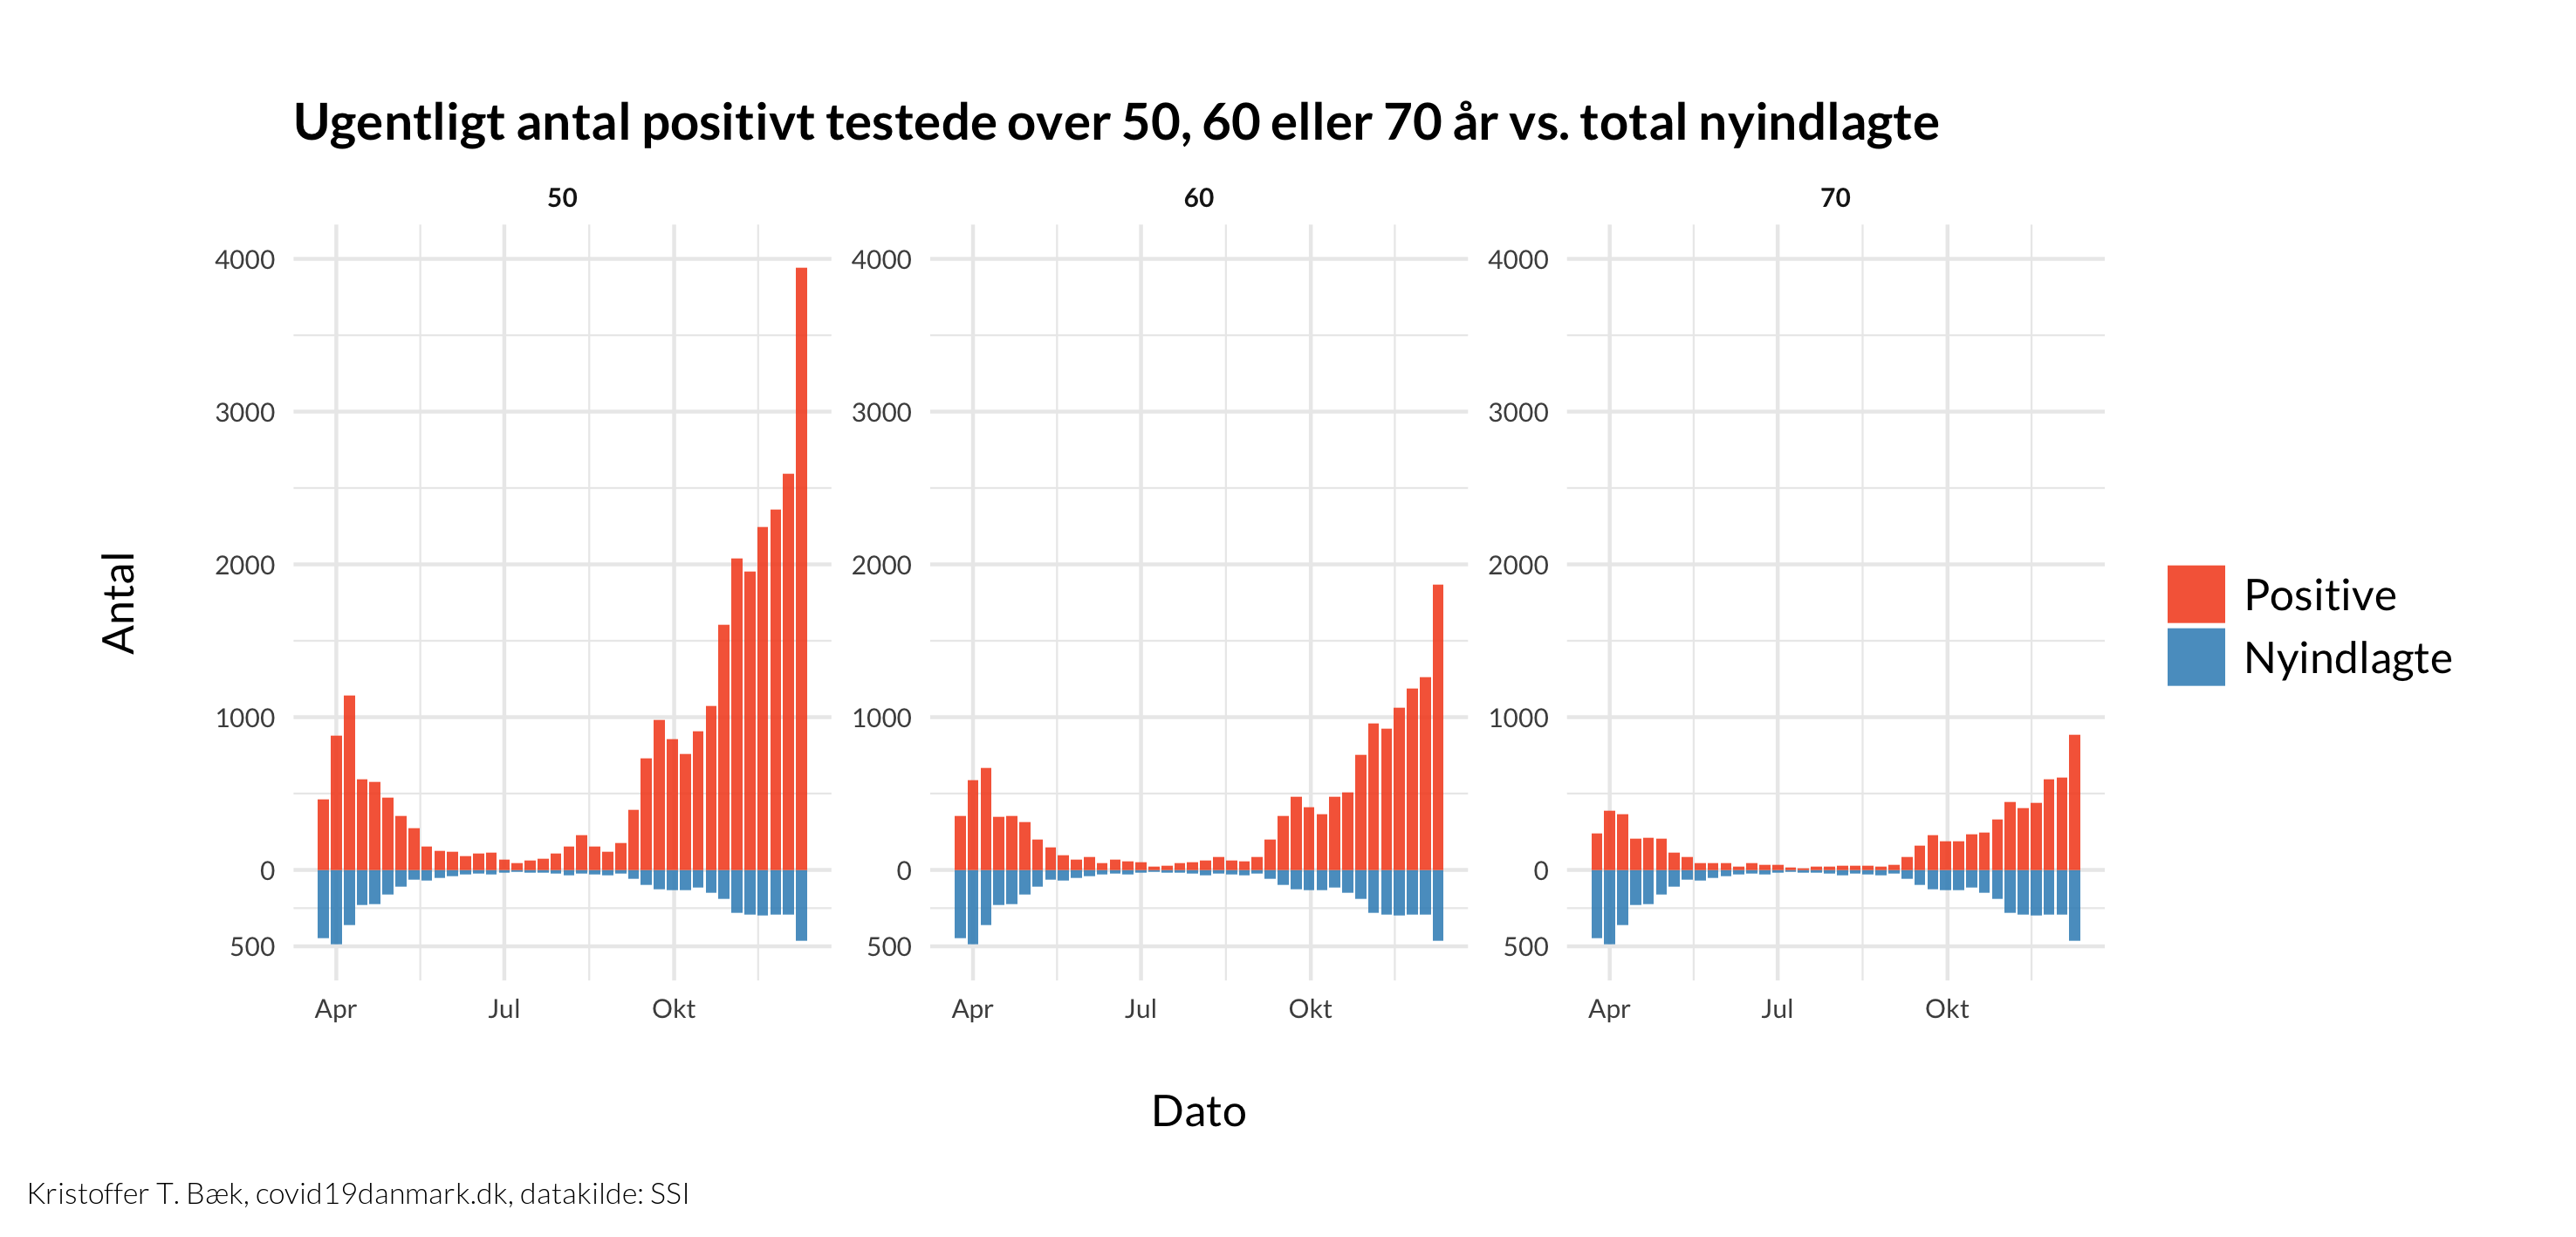 Ugentligt antal positivt testede over 50, 60 eller 70 år vs. total nyindlagte
50
60
70
4000
3000
2000
1000
0
500
4000
3000
2000
1000
0
500
4000
3000
2000
1000
0
500
Antal
Apr Jul Okt
Apr Jul Okt
Apr Jul Okt
Dato
Positive
Nyindlagte
Kristoffer T. Bæk, covid19danmark.dk, datakilde: SSI